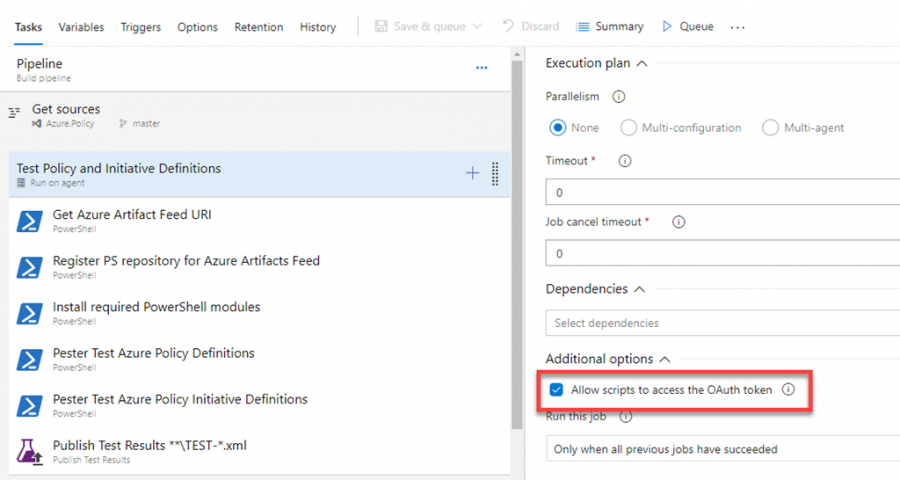 Tasks Variables Triggers Options Retention History Save & queue Discard Summary Queue ...
Pipeline
Build pipeline
...
Get sources
Azure.Policy master
Test Policy and Initiative Definitions
Run on agent
Get Azure Artifact Feed URI
PowerShell
Register PS repository for Azure Artifacts Feed
PowerShell
Install required PowerShell modules
PowerShell
Pester Test Azure Policy Definitions
PowerShell
Pester Test Azure Policy Initiative Definitions
PowerShell
Publish Test Results **\TEST-*.xml
Publish Test Results
Execution plan
Parallelism
None Multi-configuration Multi-agent
Timeout *
0
Job cancel timeout *
0
Dependencies
Select dependencies
Additional options
Allow scripts to access the OAuth token
Run this job
Only when all previous jobs have succeeded